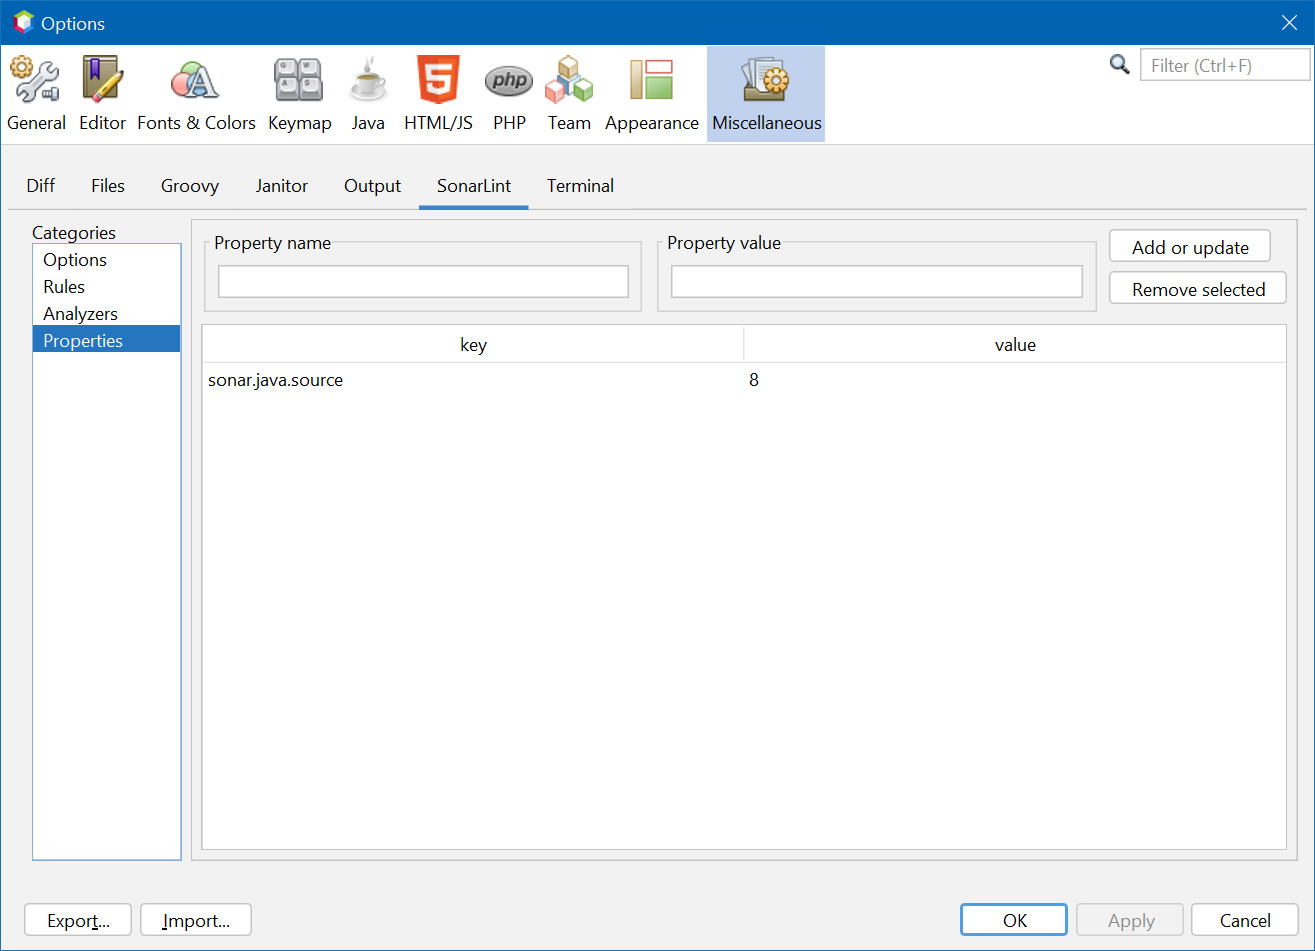 Options
Filter (Ctrl+F)
General Editor Fonts & Colors Keymap Java HTML/JS PHP Team Appearance Miscellaneous
Diff Files Groovy Janitor Output SonarLint Terminal
Categories
Options
Rules
Analyzers
Properties
Property name
Property value
Add or update
Remove selected
key value
sonar.java.source 8
Export... Import... OK Apply Cancel